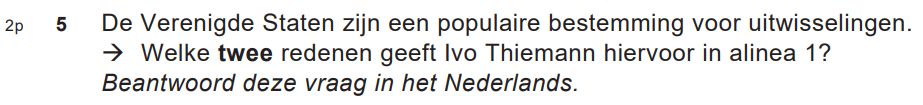 2p 5 De Verenigde Staten zijn een populaire bestemming voor uitwisselingen.
→ Welke twee redenen geeft Ivo Thiemann hiervoor in alinea 1?
Beantwoord deze vraag in het Nederlands.